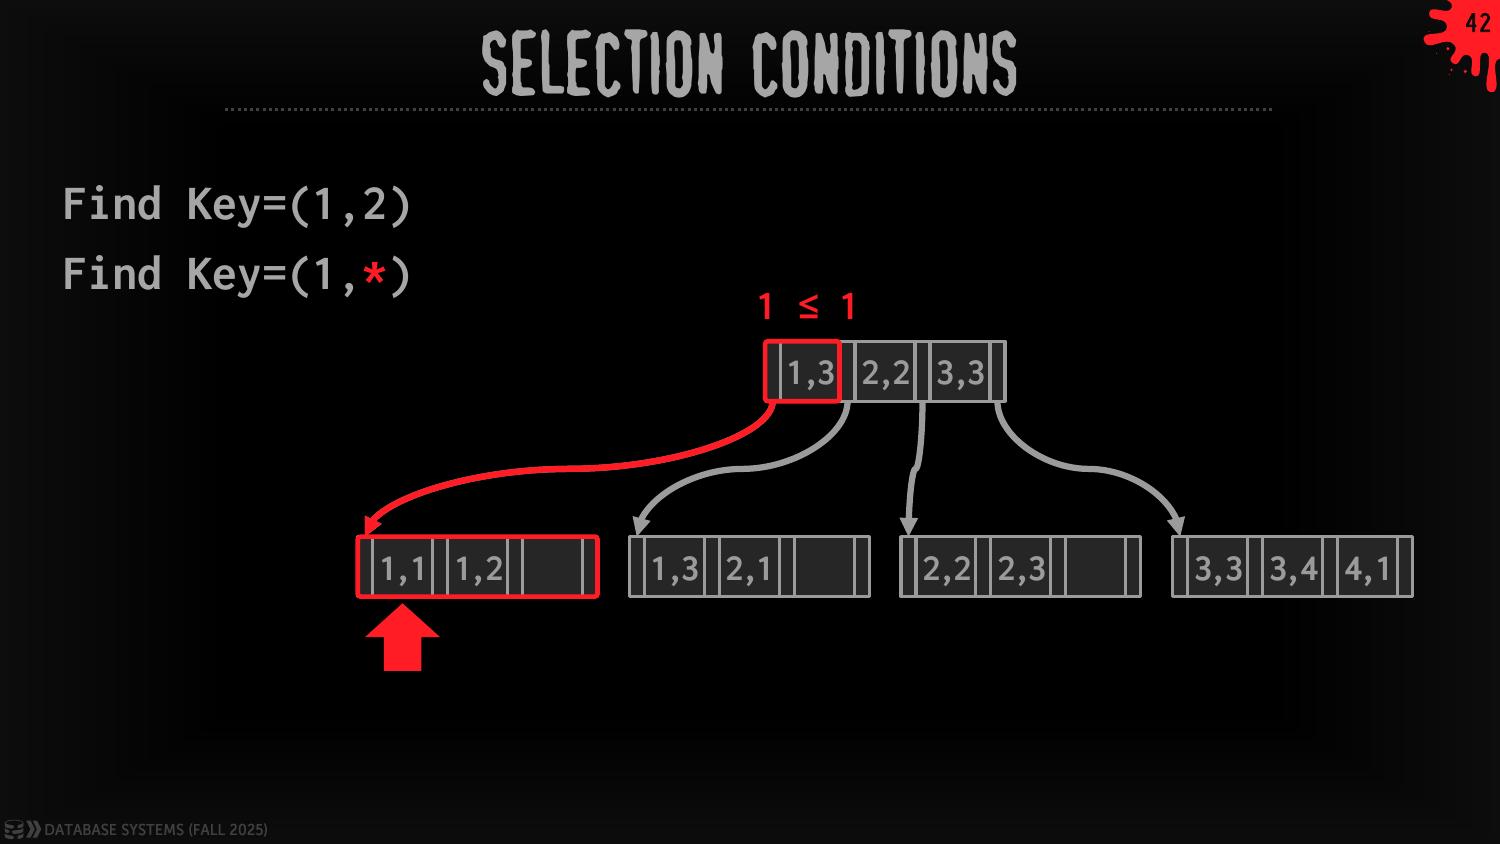 SELECTION CONDITIONS
42
Find Key=(1,2)
Find Key=(1,*)
1 ≤ 1
1,3 2,2 3,3
1,1 1,2
1,3 2,1
2,2 2,3
3,3 3,4 4,1
DATABASE SYSTEMS (FALL 2025)